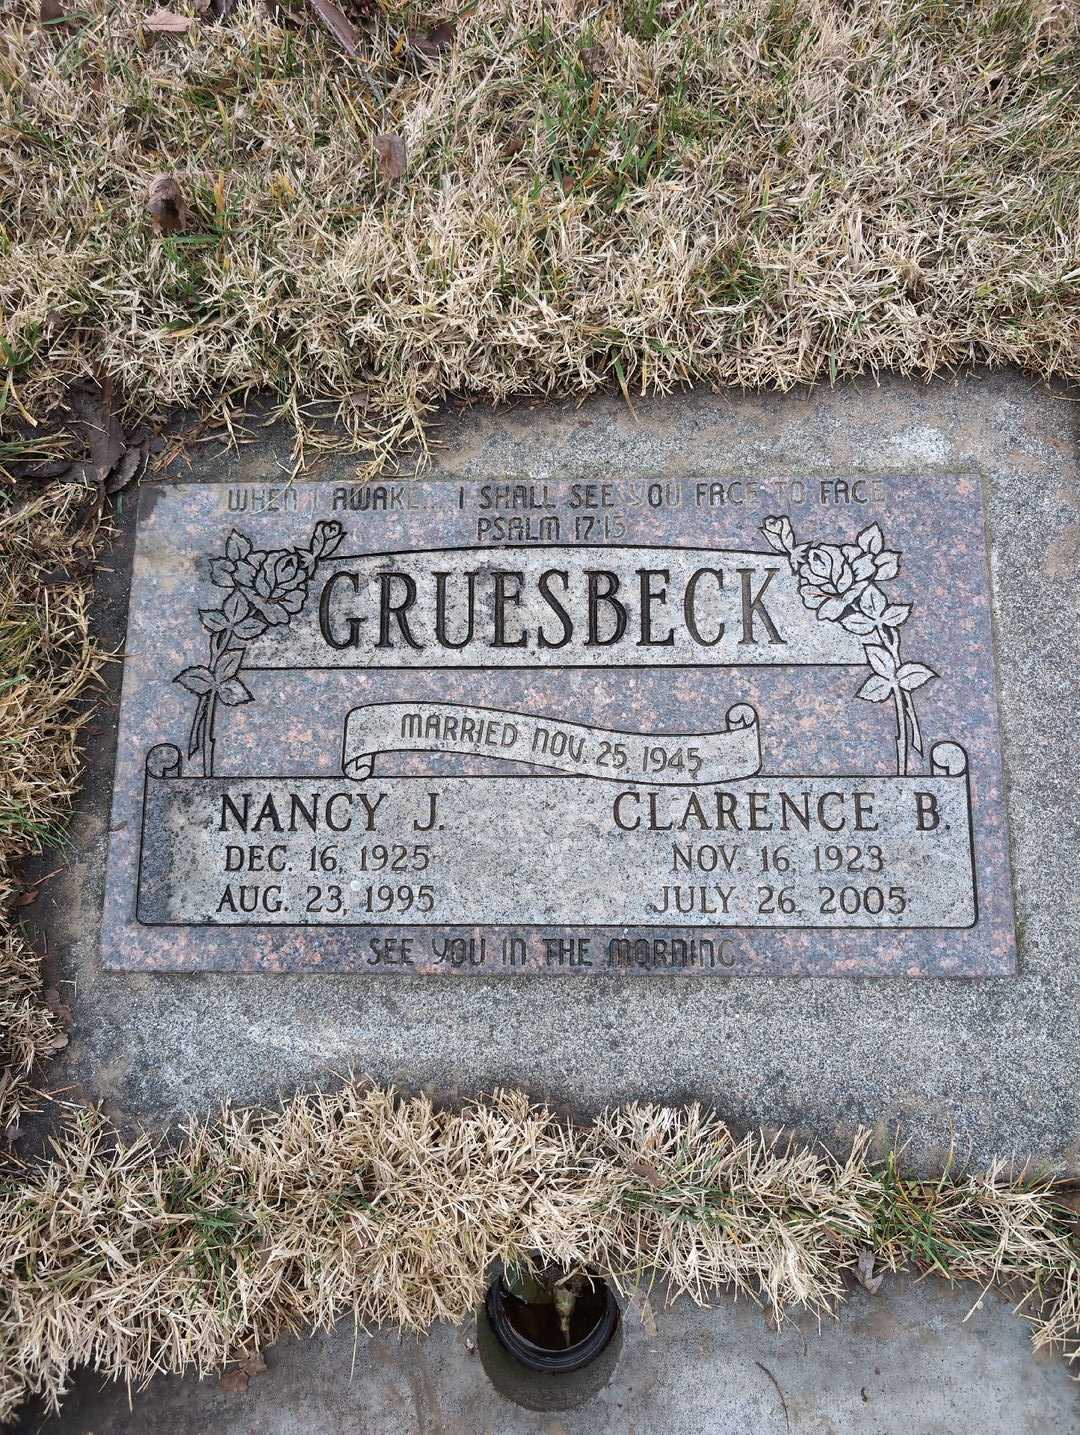 WHEN I AWAKE... I SHALL SEE YOU FACE TO FACE
PSALM 17:15
GRUESBECK
MARRIED NOV. 25, 1945
NANCY J.
DEC. 16, 1925
AUG. 23, 1995
CLARENCE B.
NOV. 16, 1923
JULY 26, 2005
SEE YOU IN THE MORNING